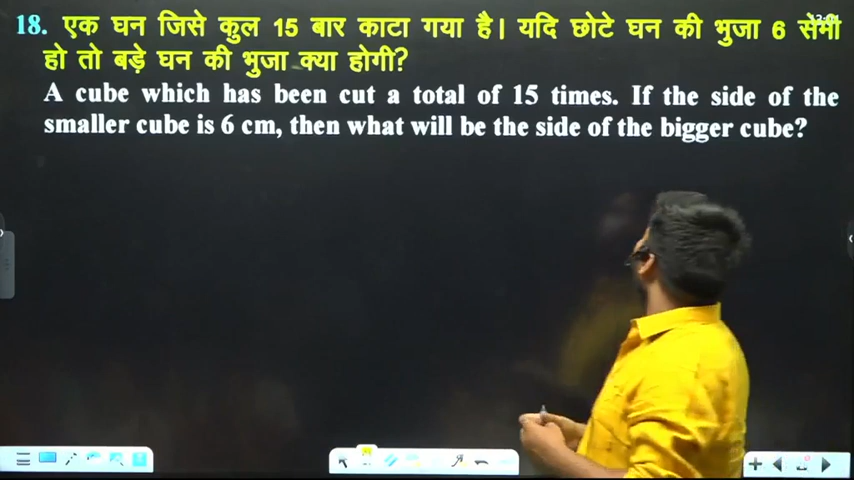 18. एक घन जिसे कुल 15 बार काटा गया है। यदि छोटे घन की भुजा 6 सेमी
हो तो बड़े घन की भुजा क्या होगी?
A cube which has been cut a total of 15 times. If the side of the
smaller cube is 6 cm, then what will be the side of the bigger cube?